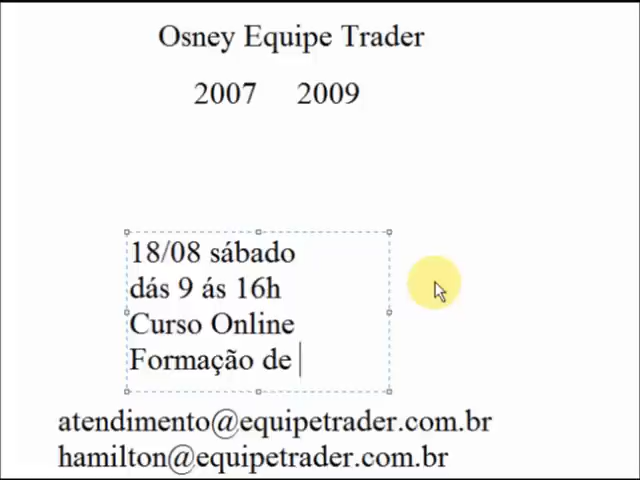 Osney Equipe Trader
2007 2009
18/08 sábado
dás 9 ás 16h
Curso Online
Formação de
atendimento@equipetrader.com.br
hamilton@equipetrader.com.br